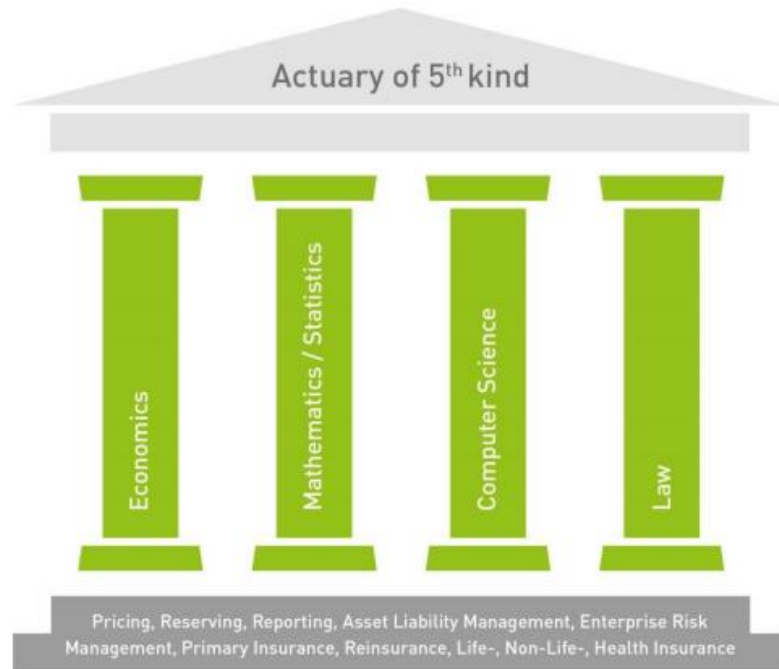 Actuary of 5th kind
Economics
Mathematics / Statistics
Computer Science
Law
Pricing, Reserving, Reporting, Asset Liability Management, Enterprise Risk
Management, Primary Insurance, Reinsurance, Life-, Non-Life-, Health Insurance